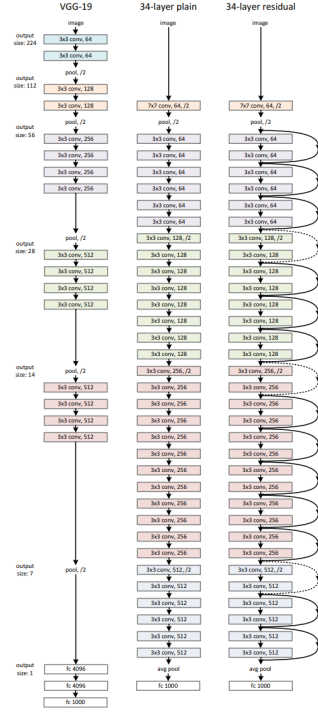 output
size: 224
output
size: 112
output
size: 56
output
size: 28
output
size: 14
output
size: 7
output
size: 1
VGG-19
image
3x3 conv, 64
3x3 conv, 64
pool, /2
3x3 conv, 128
3x3 conv, 128
pool, /2
3x3 conv, 256
3x3 conv, 256
3x3 conv, 256
3x3 conv, 256
pool, /2
3x3 conv, 512
3x3 conv, 512
3x3 conv, 512
3x3 conv, 512
pool, /2
3x3 conv, 512
3x3 conv, 512
3x3 conv, 512
3x3 conv, 512
pool, /2
fc 4096
fc 4096
fc 1000
34-layer plain
image
7x7 conv, 64, /2
pool, /2
3x3 conv, 64
3x3 conv, 64
3x3 conv, 64
3x3 conv, 64
3x3 conv, 64
3x3 conv, 64
3x3 conv, 128, /2
3x3 conv, 128
3x3 conv, 128
3x3 conv, 128
3x3 conv, 128
3x3 conv, 128
3x3 conv, 128
3x3 conv, 128
3x3 conv, 256, /2
3x3 conv, 256
3x3 conv, 256
3x3 conv, 256
3x3 conv, 256
3x3 conv, 256
3x3 conv, 256
3x3 conv, 256
3x3 conv, 256
3x3 conv, 256
3x3 conv, 256
3x3 conv, 256
3x3 conv, 512, /2
3x3 conv, 512
3x3 conv, 512
3x3 conv, 512
3x3 conv, 512
3x3 conv, 512
avg pool
fc 1000
34-layer residual
image
7x7 conv, 64, /2
pool, /2
3x3 conv, 64
3x3 conv, 64
3x3 conv, 64
3x3 conv, 64
3x3 conv, 64
3x3 conv, 64
3x3 conv, 128, /2
3x3 conv, 128
3x3 conv, 128
3x3 conv, 128
3x3 conv, 128
3x3 conv, 128
3x3 conv, 128
3x3 conv, 128
3x3 conv, 256, /2
3x3 conv, 256
3x3 conv, 256
3x3 conv, 256
3x3 conv, 256
3x3 conv, 256
3x3 conv, 256
3x3 conv, 256
3x3 conv, 256
3x3 conv, 256
3x3 conv, 256
3x3 conv, 256
3x3 conv, 512, /2
3x3 conv, 512
3x3 conv, 512
3x3 conv, 512
3x3 conv, 512
3x3 conv, 512
avg pool
fc 1000